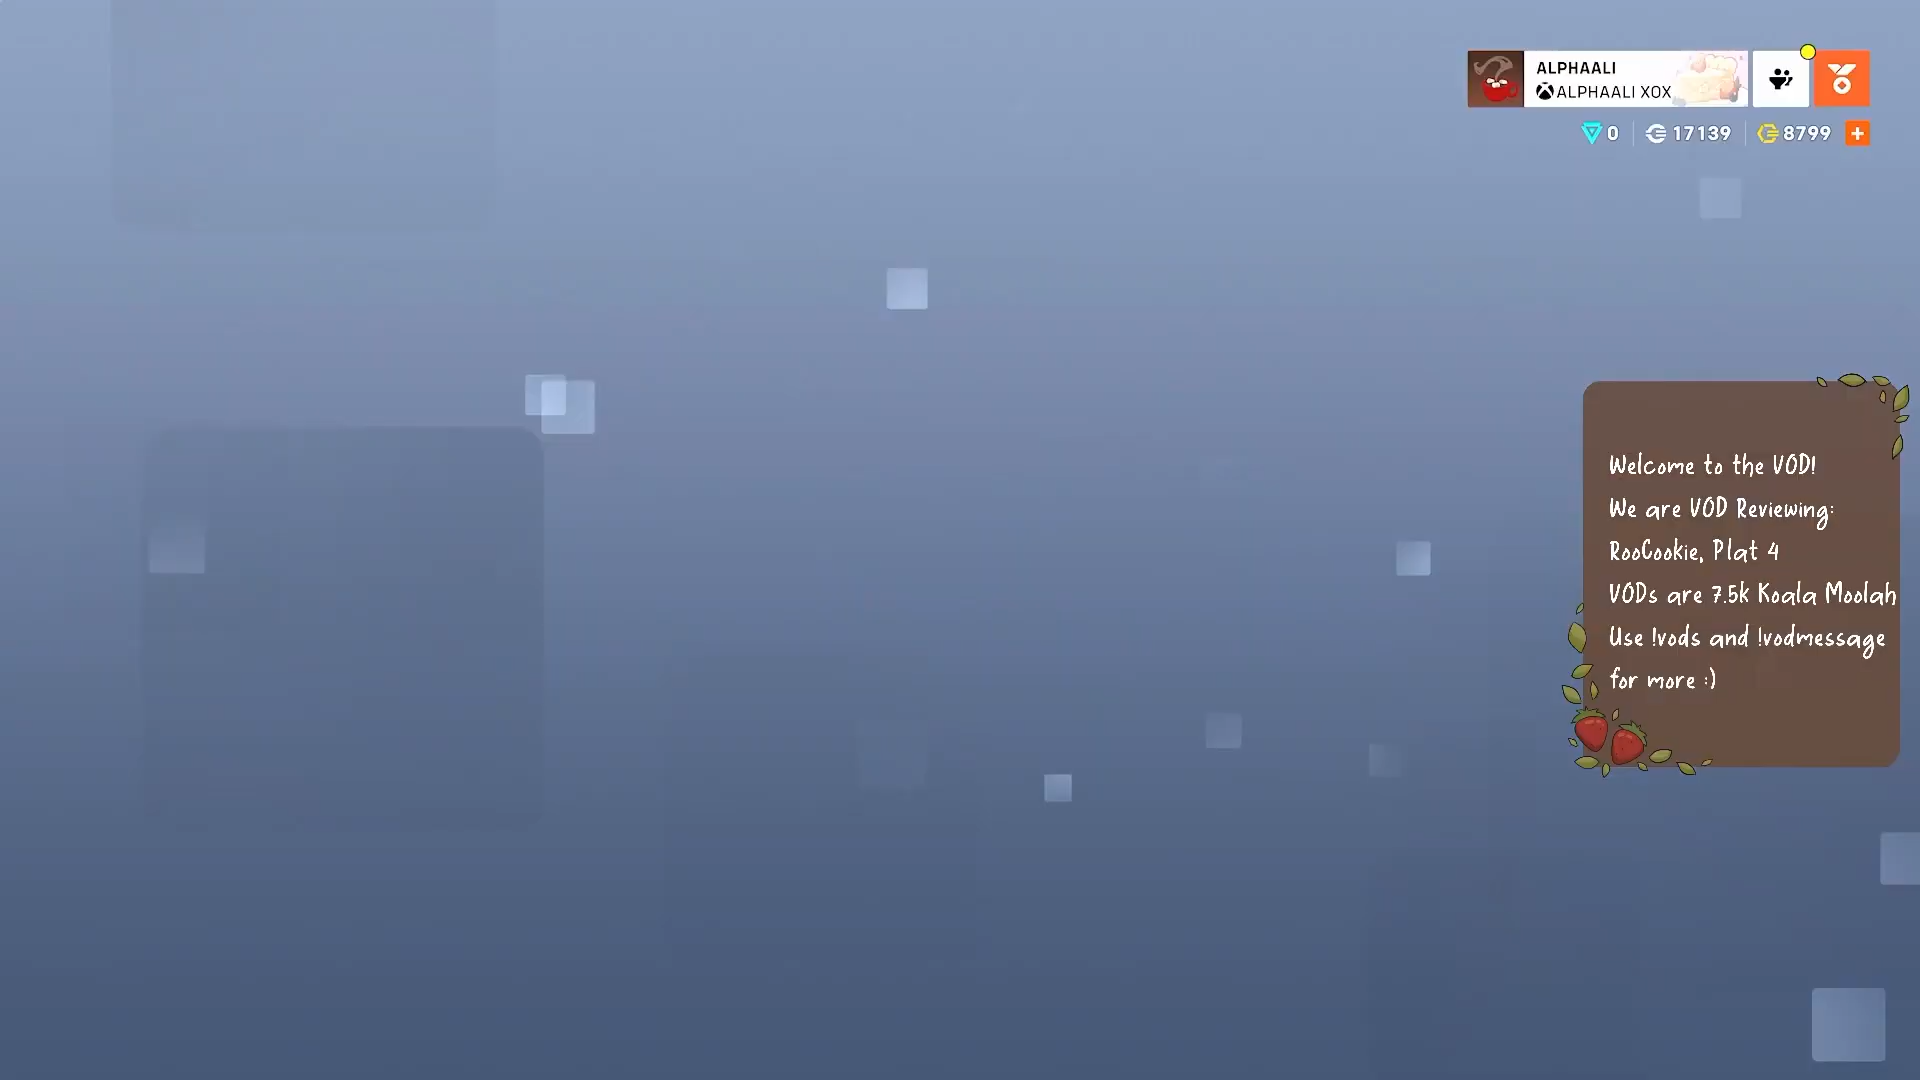 ALPHAALI
ALPHAALI XOX
0 17139 8799 +
Welcome to the VOD!
We are VOD Reviewing:
RooCookie, Plat 4
VODs are 7.5k Koala Moolah
Use !vods and !vodmessage
for more :)